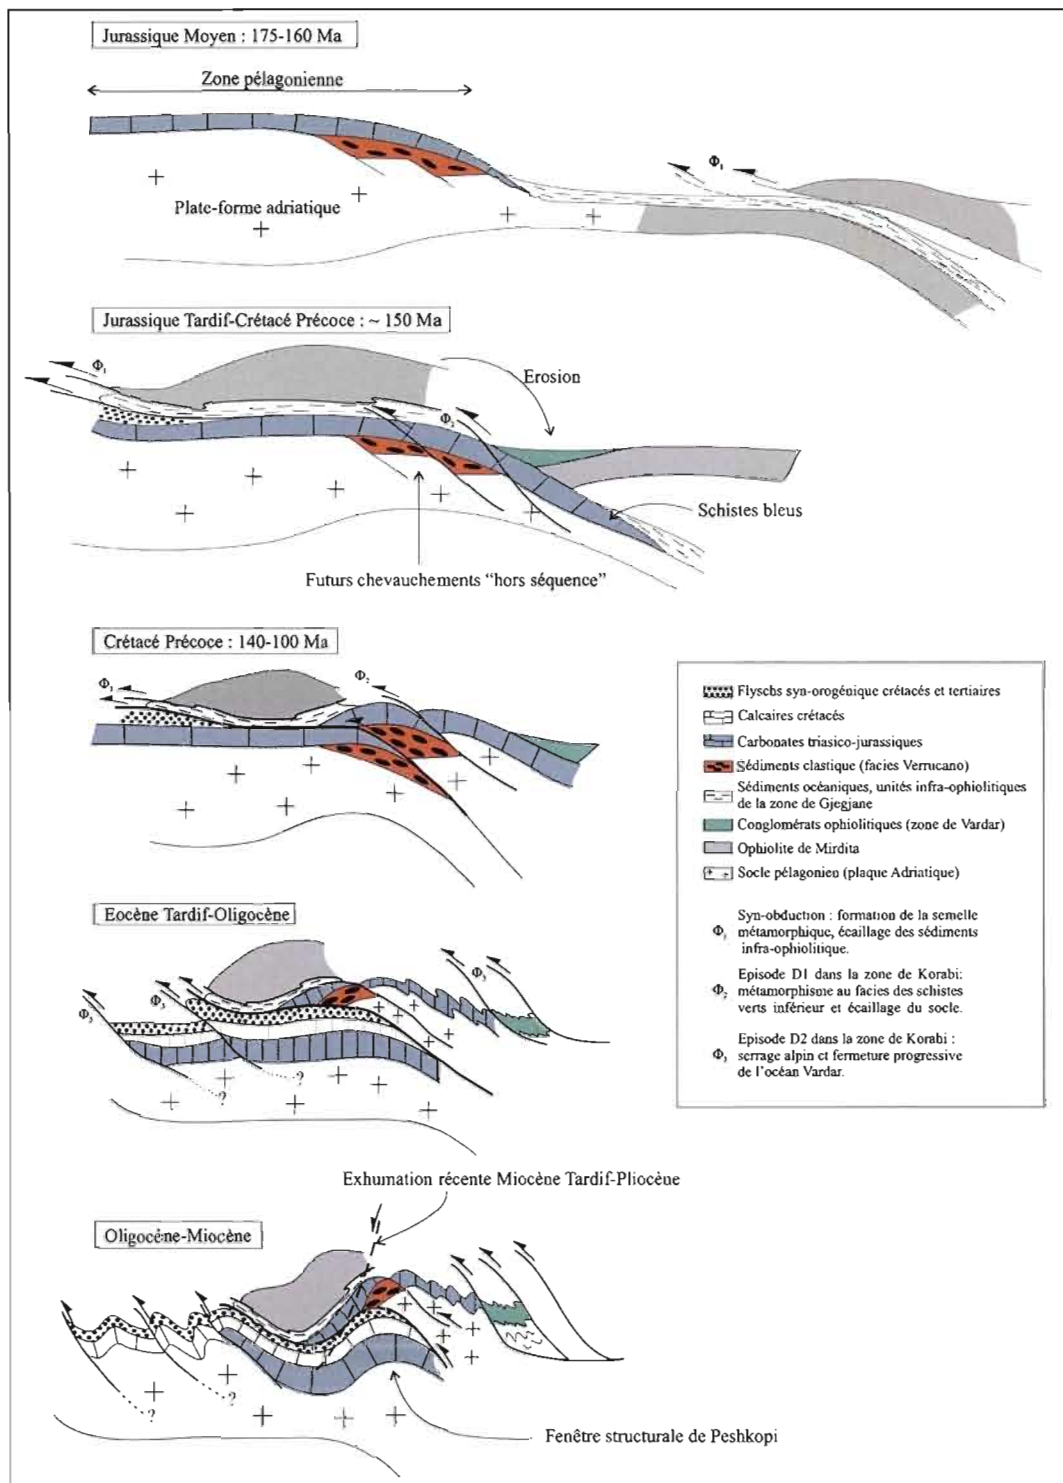 Jurassique Moyen : 175-160 Ma
Zone pélagonienne
Φ1
Plate-forme adriatique
Jurassique Tardif-Crétacé Précoce : ~ 150 Ma
Φ1
Erosion
Φ2
Schistes bleus
Futurs chevauchements "hors séquence"
Crétacé Précoce : 140-100 Ma
Φ1
Φ2
Flyschs syn-orogénique crétacés et tertiaires
Calcaires crétacés
Carbonates triasico-jurassiques
Sédiments clastique (facies Verrucano)
Sédiments océaniques, unités infra-ophiolitiques
de la zone de Gjegjane
Conglomérats ophiolitiques (zone de Vardar)
Ophiolite de Mirdita
Socle pélagonien (plaque Adriatique)
Syn-obduction : formation de la semelle
Φ1 métamorphique, écaillage des sédiments
infra-ophiolitique.
Episode D1 dans la zone de Korabi:
Φ2 métamorphisme au facies des schistes
verts inférieur et écaillage du socle.
Episode D2 dans la zone de Korabi :
Φ3 serrage alpin et fermeture progressive
de l'océan Vardar.
Eocène Tardif-Oligocène
Φ3
Φ3
Φ3
?
?
Exhumation récente Miocène Tardif-Pliocène
Oligocène-Miocène
?
?
Fenêtre structurale de Peshkopi